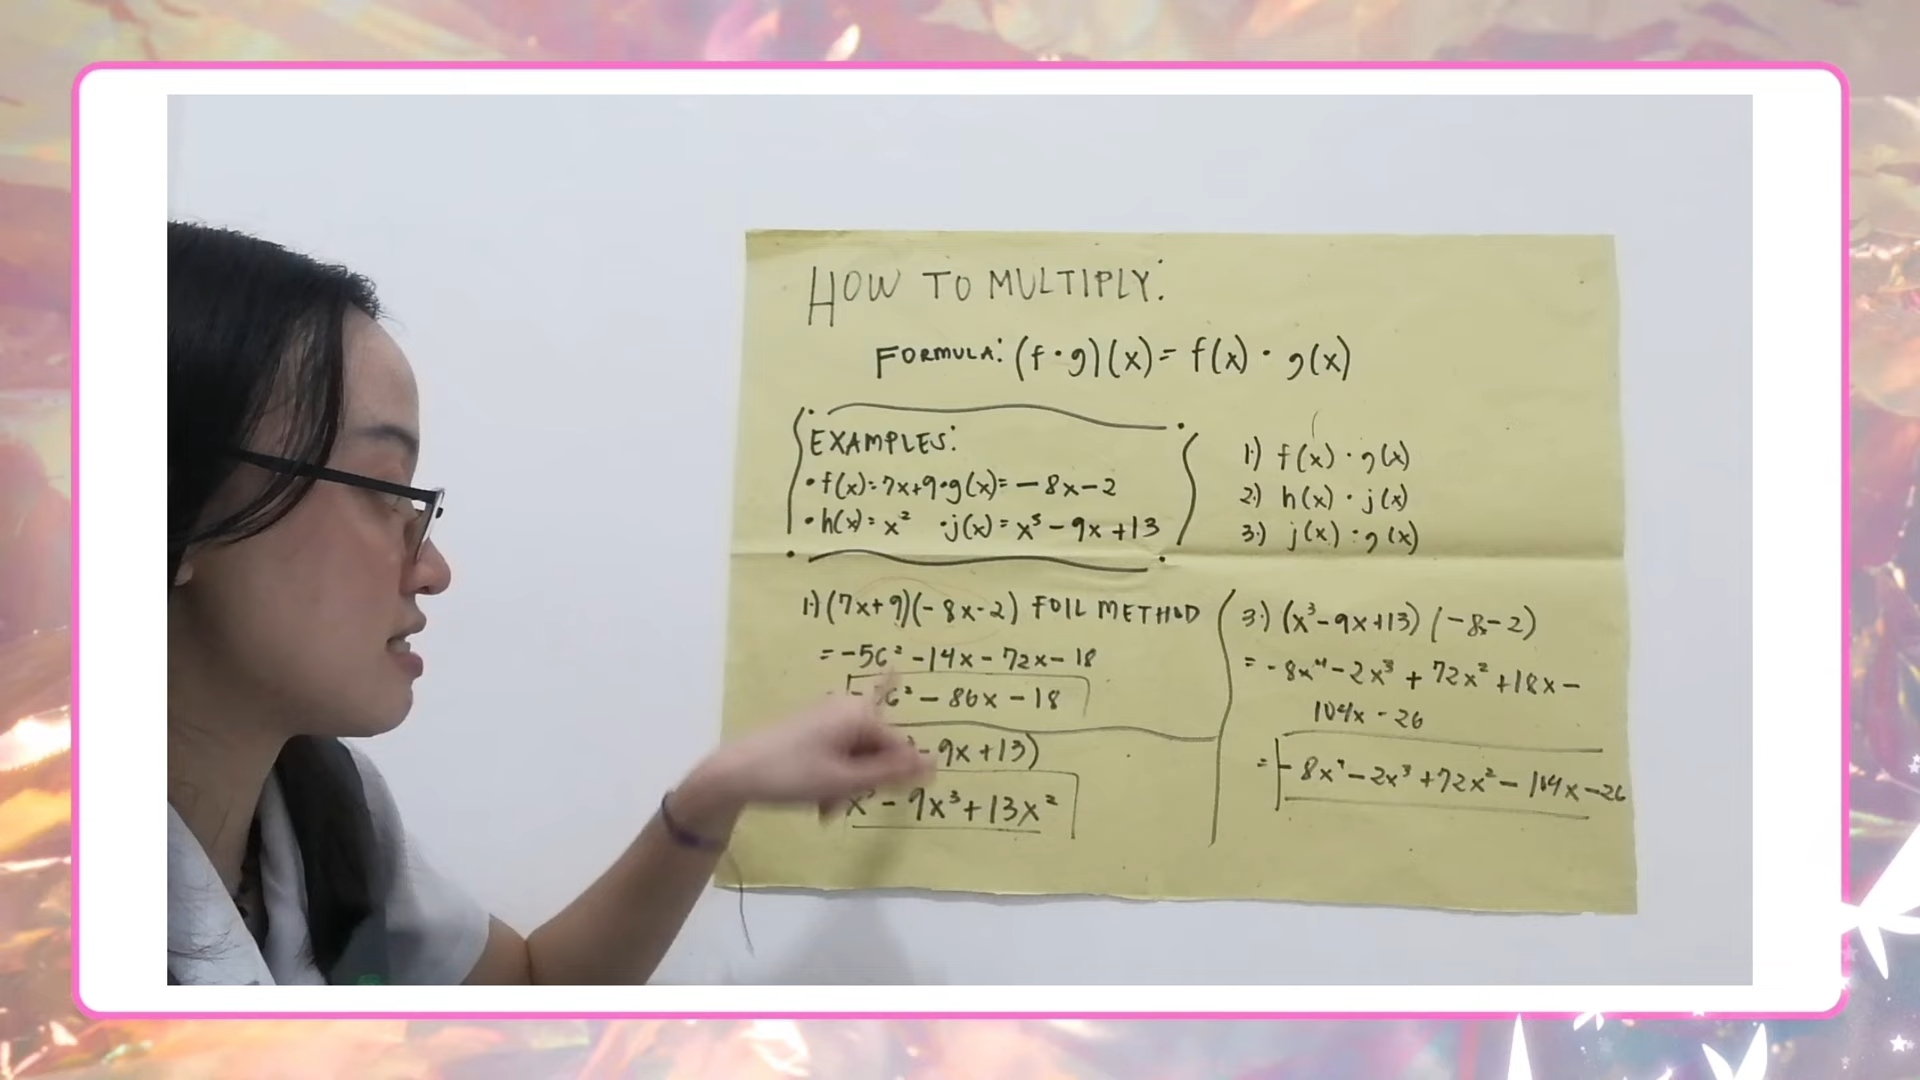 HOW TO MULTIPLY:
FORMULA: (f·g)(x) = f(x) · g(x)
EXAMPLES:
• f(x) = 7x+9 • g(x) = -8x-2
• h(x) = x² • j(x) = x³ - 9x + 13
1.) f(x) · g(x)
2.) h(x) · j(x)
3.) j(x) · g(x)
1.) (7x+9)(-8x-2) FOIL METHOD
= -56² - 14x - 72x - 18
6² - 86x - 18
- 9x + 13)
- 9x³ + 13x²
3.) (x³-9x+13) (-8x-2)
= -8x⁴ - 2x³ + 72x² + 18x -
104x - 26
= -8x⁴ - 2x³ + 72x² - 104x - 26